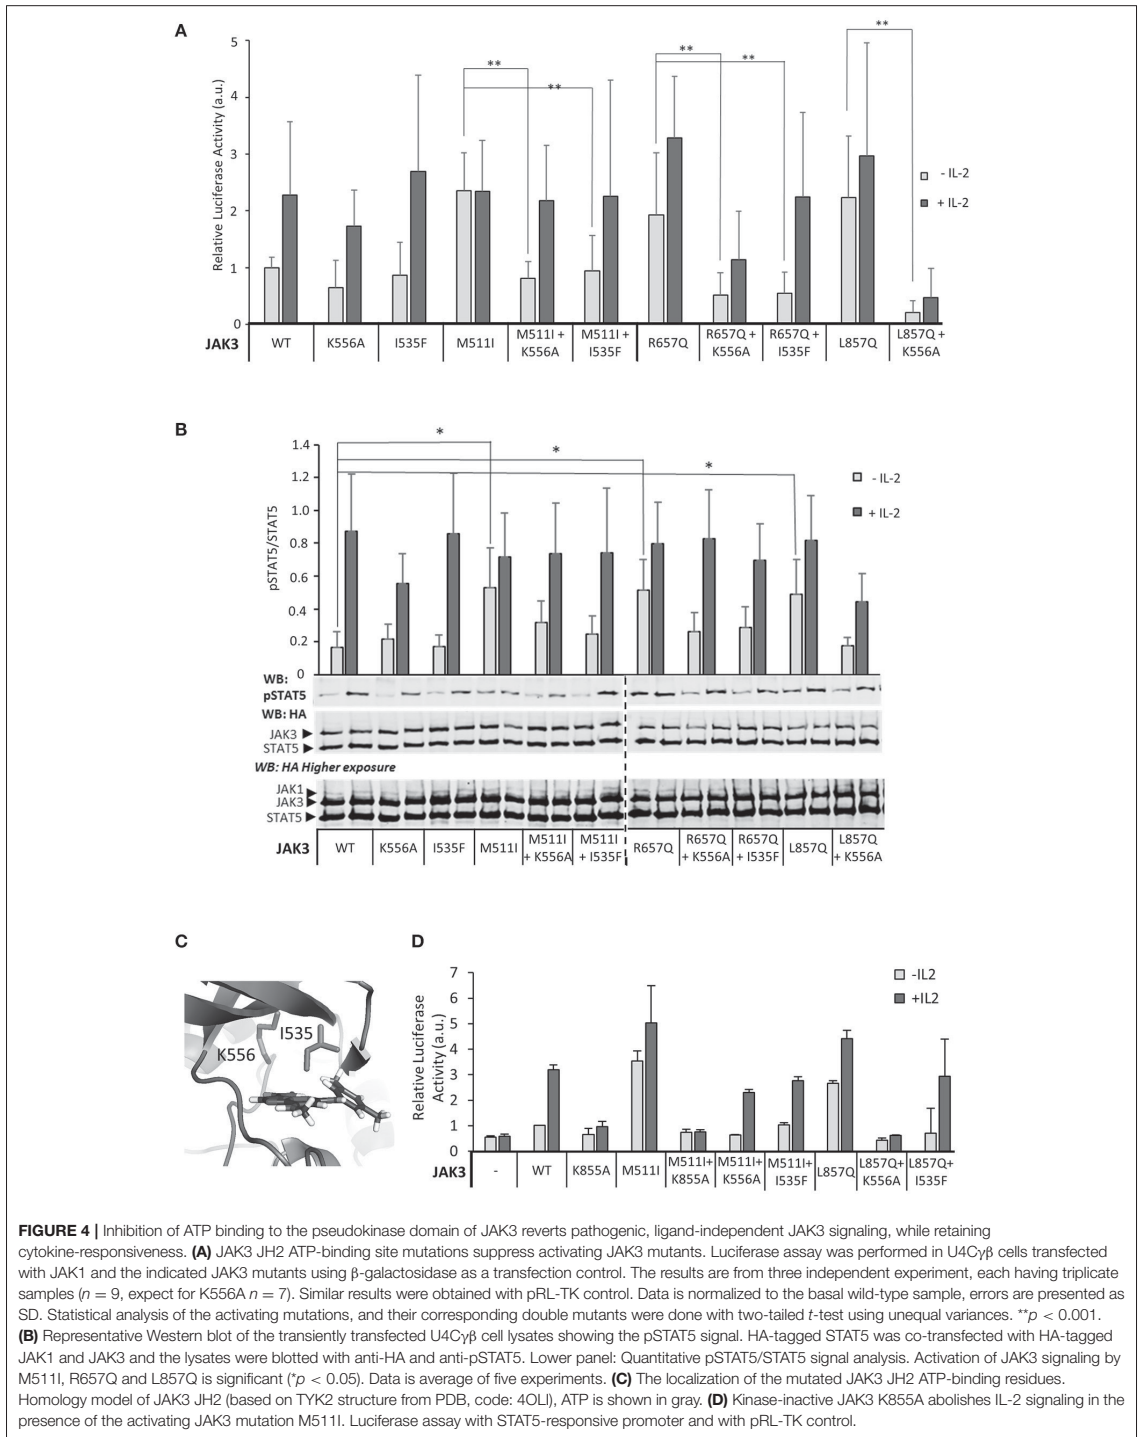 A
Relative Luciferase Activity (a.u.)
5
4
3
2
1
0
**
**
**
**
**
- IL-2
+ IL-2
JAK3
WT
K556A
I535F
M511I
M511I +
K556A
M511I +
I535F
R657Q
R657Q +
K556A
R657Q +
I535F
L857Q
L857Q +
K556A
B
pSTAT5/STAT5
1.4
1.2
1.0
0.8
0.6
0.4
0.2
0
*
*
*
- IL-2
+ IL-2
WB:
pSTAT5
WB: HA
JAK3
STAT5
WB: HA Higher exposure
JAK1
JAK3
STAT5
JAK3
WT
K556A
I535F
M511I
M511I
+ K556A
M511I
+ I535F
R657Q
R657Q
+ K556A
R657Q
+ I535F
L857Q
L857Q
+ K556A
C
I535
K556
D
Relative Luciferase
Activity (a.u.)
7
6
5
4
3
2
1
0
-IL2
+IL2
JAK3
-
WT
K855A
M511I
M511I+
K855A
M511I+
K556A
M511I+
I535F
L857Q
L857Q+
K556A
L857Q+
I535F
FIGURE 4 | Inhibition of ATP binding to the pseudokinase domain of JAK3 reverts pathogenic, ligand-independent JAK3 signaling, while retaining
cytokine-responsiveness. (A) JAK3 JH2 ATP-binding site mutations suppress activating JAK3 mutants. Luciferase assay was performed in U4Cγβ cells transfected
with JAK1 and the indicated JAK3 mutants using β-galactosidase as a transfection control. The results are from three independent experiment, each having triplicate
samples (n = 9, expect for K556A n = 7). Similar results were obtained with pRL-TK control. Data is normalized to the basal wild-type sample, errors are presented as
SD. Statistical analysis of the activating mutations, and their corresponding double mutants were done with two-tailed t-test using unequal variances. **p < 0.001.
(B) Representative Western blot of the transiently transfected U4Cγβ cell lysates showing the pSTAT5 signal. HA-tagged STAT5 was co-transfected with HA-tagged
JAK1 and JAK3 and the lysates were blotted with anti-HA and anti-pSTAT5. Lower panel: Quantitative pSTAT5/STAT5 signal analysis. Activation of JAK3 signaling by
M511I, R657Q and L857Q is significant (*p < 0.05). Data is average of five experiments. (C) The localization of the mutated JAK3 JH2 ATP-binding residues.
Homology model of JAK3 JH2 (based on TYK2 structure from PDB, code: 4OLI), ATP is shown in gray. (D) Kinase-inactive JAK3 K855A abolishes IL-2 signaling in the
presence of the activating JAK3 mutation M511I. Luciferase assay with STAT5-responsive promoter and with pRL-TK control.